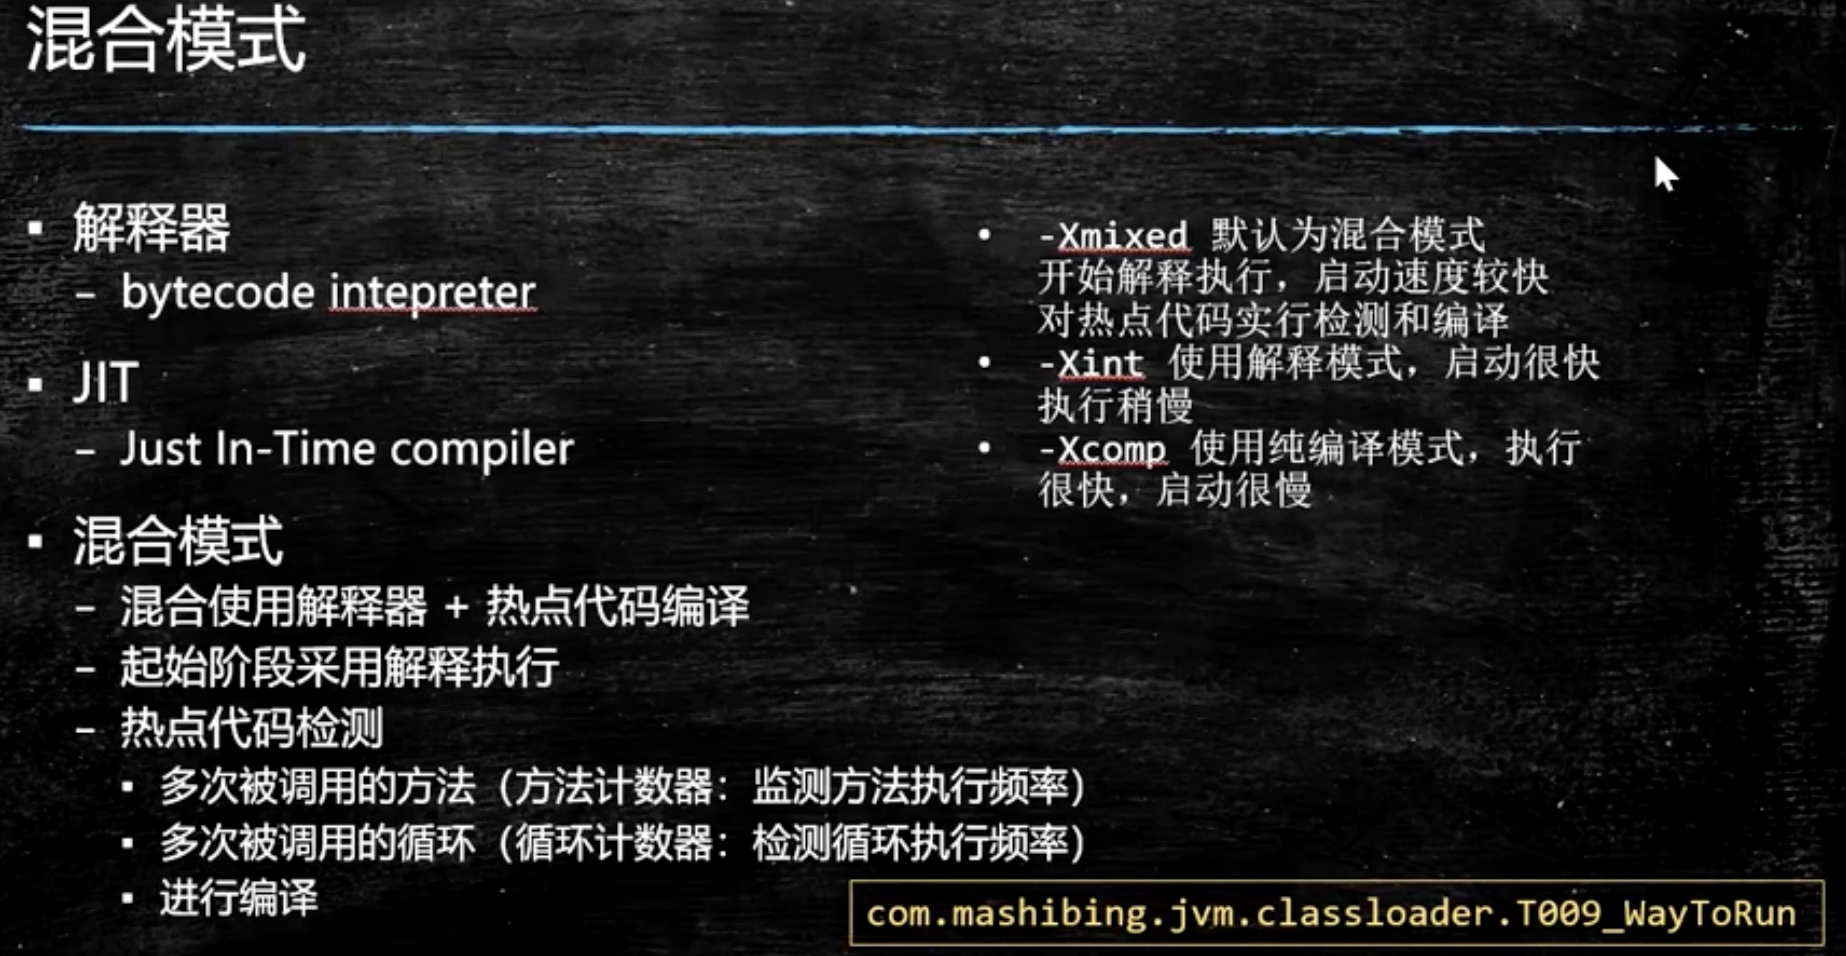 混合模式
解释器
– bytecode intepreter
JIT
– Just In-Time compiler
混合模式
– 混合使用解释器 + 热点代码编译
– 起始阶段采用解释执行
– 热点代码检测
多次被调用的方法（方法计数器：监测方法执行频率）
多次被调用的循环（循环计数器：检测循环执行频率）
进行编译
-Xmixed 默认为混合模式
开始解释执行，启动速度较快
对热点代码实行检测和编译
-Xint 使用解释模式，启动很快
执行稍慢
-Xcomp 使用纯编译模式，执行
很快，启动很慢
com.mashibing.jvm.classloader.T009_WayToRun